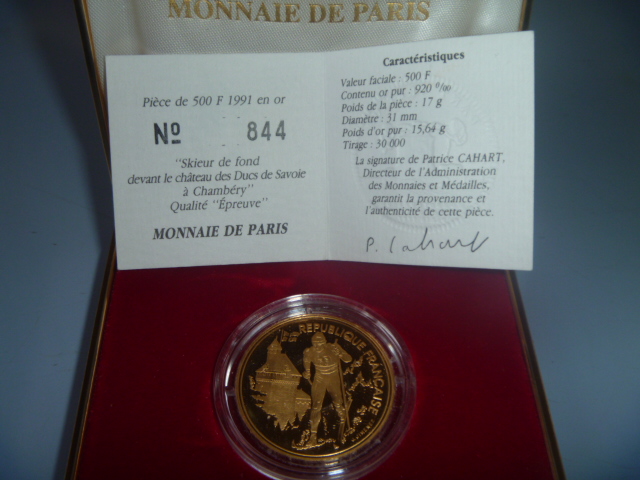 MONNAIE DE PARIS
Pièce de 500 F 1991 en or
No 844
"Skieur de fond
devant le château des Ducs de Savoie
à Chambéry"
Qualité "Épreuve"
MONNAIE DE PARIS
Caractéristiques
Valeur faciale : 500 F
Contenu or pur : 920 º/oo
Poids de la pièce : 17 g
Diamètre : 31 mm
Poids d'or pur : 15,64 g
Tirage : 30 000
La signature de Patrice CAHART,
Directeur de l'Administration
des Monnaies et Médailles,
garantit la provenance et
l'authenticité de cette pièce.
P. Cahart
REPUBLIQUE FRANÇAISE